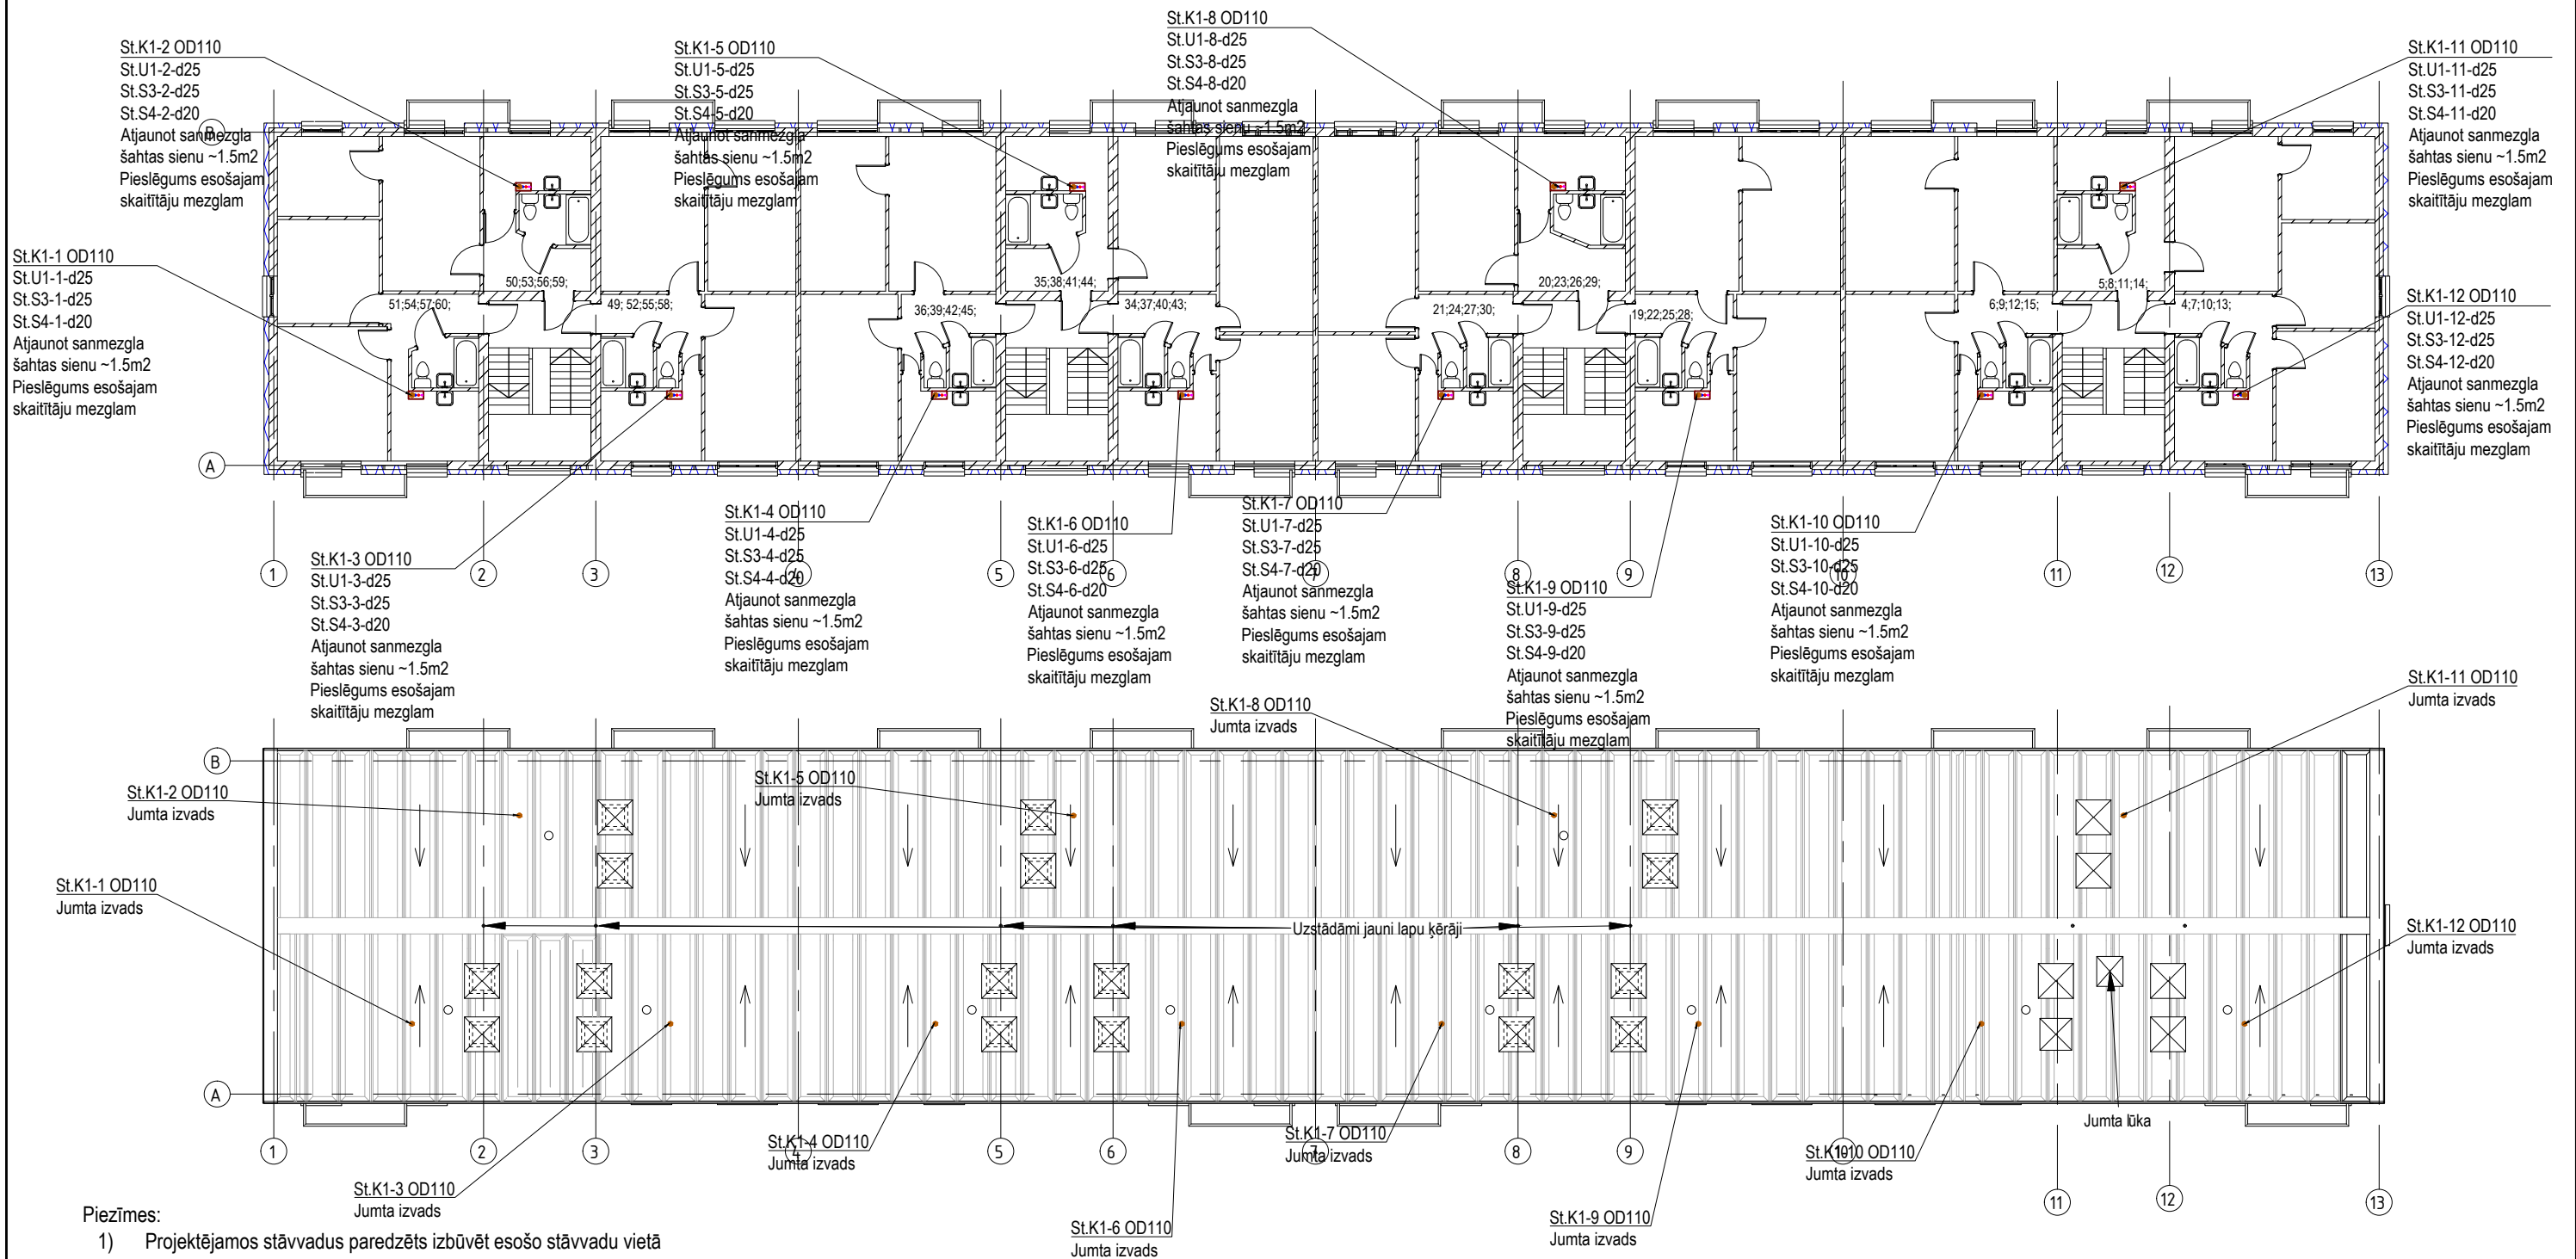 St.K1-2 OD110
St.U1-2-d25
St.S3-2-d25
St.S4-2-d20
Atjaunot sanmezgla
šahtas sienu ~1.5m2
Pieslēgums esošajam
skaitītāju mezglam
St.K1-5 OD110
St.U1-5-d25
St.S3-5-d25
St.S4-5-d20
Atjaunot sanmezgla
šahtas sienu ~1.5m2
Pieslēgums esošajam
skaitītāju mezglam
St.K1-8 OD110
St.U1-8-d25
St.S3-8-d25
St.S4-8-d20
Atjaunot sanmezgla
šahtas sienu ~1.5m2
Pieslēgums esošajam
skaitītāju mezglam
St.K1-11 OD110
St.U1-11-d25
St.S3-11-d25
St.S4-11-d20
Atjaunot sanmezgla
šahtas sienu ~1.5m2
Pieslēgums esošajam
skaitītāju mezglam
B
St.K1-1 OD110
St.U1-1-d25
St.S3-1-d25
St.S4-1-d20
Atjaunot sanmezgla
šahtas sienu ~1.5m2
Pieslēgums esošajam
skaitītāju mezglam
51;54;57;60;
50;53;56;59;
49; 52;55;58;
36;39;42;45;
35;38;41;44;
34;37;40;43;
21;24;27;30;
20;23;26;29;
19;22;25;28;
6;9;12;15;
5;8;11;14;
4;7;10;13;
St.K1-12 OD110
St.U1-12-d25
St.S3-12-d25
St.S4-12-d20
Atjaunot sanmezgla
šahtas sienu ~1.5m2
Pieslēgums esošajam
skaitītāju mezglam
A
St.K1-3 OD110
St.U1-3-d25
St.S3-3-d25
St.S4-3-d20
Atjaunot sanmezgla
šahtas sienu ~1.5m2
Pieslēgums esošajam
skaitītāju mezglam
St.K1-4 OD110
St.U1-4-d25
St.S3-4-d25
St.S4-4-d20
Atjaunot sanmezgla
šahtas sienu ~1.5m2
Pieslēgums esošajam
skaitītāju mezglam
St.K1-6 OD110
St.U1-6-d25
St.S3-6-d25
St.S4-6-d20
Atjaunot sanmezgla
šahtas sienu ~1.5m2
Pieslēgums esošajam
skaitītāju mezglam
St.K1-7 OD110
St.U1-7-d25
St.S3-7-d25
St.S4-7-d20
Atjaunot sanmezgla
šahtas sienu ~1.5m2
Pieslēgums esošajam
skaitītāju mezglam
St.K1-9 OD110
St.U1-9-d25
St.S3-9-d25
St.S4-9-d20
Atjaunot sanmezgla
šahtas sienu ~1.5m2
Pieslēgums esošajam
skaitītāju mezglam
St.K1-10 OD110
St.U1-10-d25
St.S3-10-d25
St.S4-10-d20
Atjaunot sanmezgla
šahtas sienu ~1.5m2
Pieslēgums esošajam
skaitītāju mezglam
1 2 3 4 5 6 7 8 9 10 11 12 13
St.K1-11 OD110
Jumta izvads
St.K1-8 OD110
Jumta izvads
B
St.K1-5 OD110
Jumta izvads
St.K1-2 OD110
Jumta izvads
St.K1-1 OD110
Jumta izvads
Uzstādāmi jauni lapu ķērāji
St.K1-12 OD110
Jumta izvads
A
Jumta lūka
St.K1-4 OD110
Jumta izvads
St.K1-7 OD110
Jumta izvads
St.K1-10 OD110
Jumta izvads
1 2 3 4 5 6 7 8 9 10 11 12 13
St.K1-3 OD110
Jumta izvads
St.K1-6 OD110
Jumta izvads
St.K1-9 OD110
Jumta izvads
Piezīmes:
1) Projektējamos stāvvadus paredzēts izbūvēt esošo stāvvadu vietā